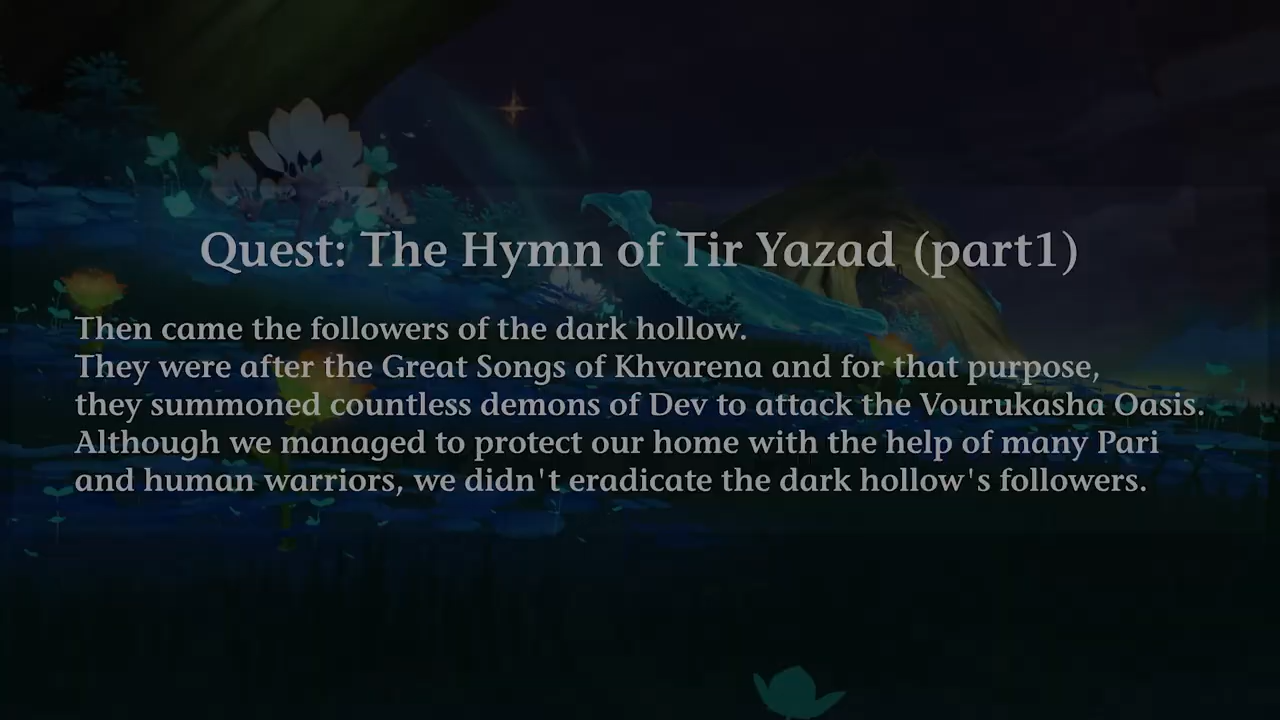 Quest: The Hymn of Tir Yazad (part1)
Then came the followers of the dark hollow.
They were after the Great Songs of Khvarena and for that purpose,
they summoned countless demons of Dev to attack the Vourukasha Oasis.
Although we managed to protect our home with the help of many Pari
and human warriors, we didn't eradicate the dark hollow's followers.